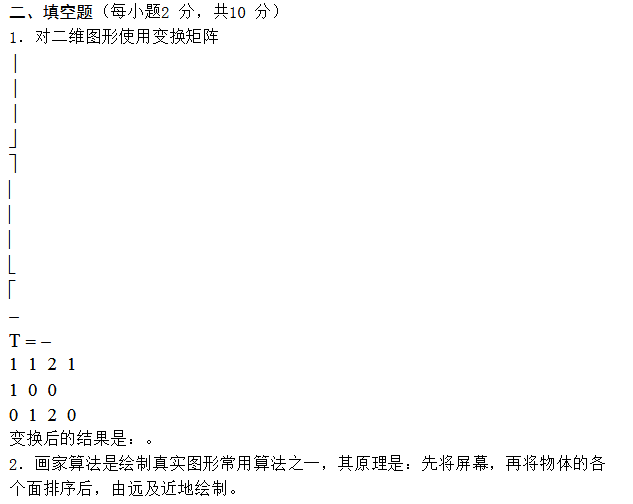 二、填空题（每小题2 分，共10 分）
1．对二维图形使用变换矩阵
⎥
⎥
⎥
⎦
⎤
⎢
⎢
⎢
⎣
⎡
−
T = −
1 1 2 1
1 0 0
0 1 2 0
变换后的结果是：。
2．画家算法是绘制真实图形常用算法之一，其原理是：先将屏幕，再将物体的各
个面排序后，由远及近地绘制。